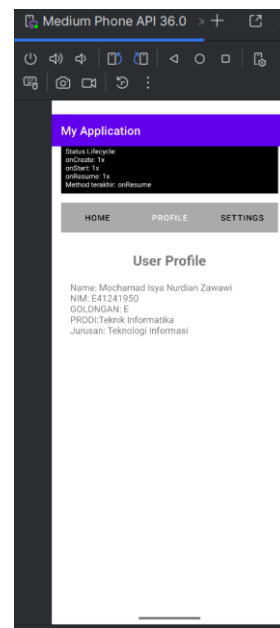 Medium Phone API 36.0
My Application
Status Lifecycle:
onCreate: 1x
onStart: 1x
onResume: 1x
Method terakhir: onResume
HOME PROFILE SETTINGS
User Profile
Name: Mochamad Isya Nurdian Zawawi
NIM: E41241950
GOLONGAN: E
PRODI:Teknik Informatika
Jurusan: Teknologi Informasi